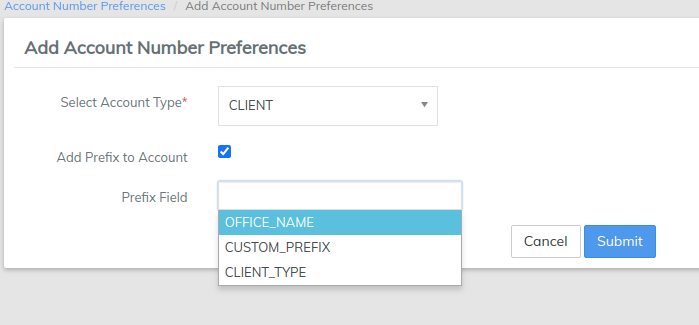 Account Number Preferences / Add Account Number Preferences
Add Account Number Preferences
Select Account Type* CLIENT
Add Prefix to Account
Prefix Field
OFFICE_NAME
CUSTOM_PREFIX
CLIENT_TYPE
Cancel Submit